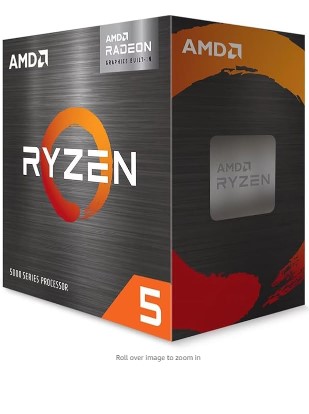 AMD
AMD
RADEON
GRAPHICS BUILT-IN
RYZEN
5000 SERIES PROCESSOR
5
AMD
AMD
RYZEN
Roll over image to zoom in